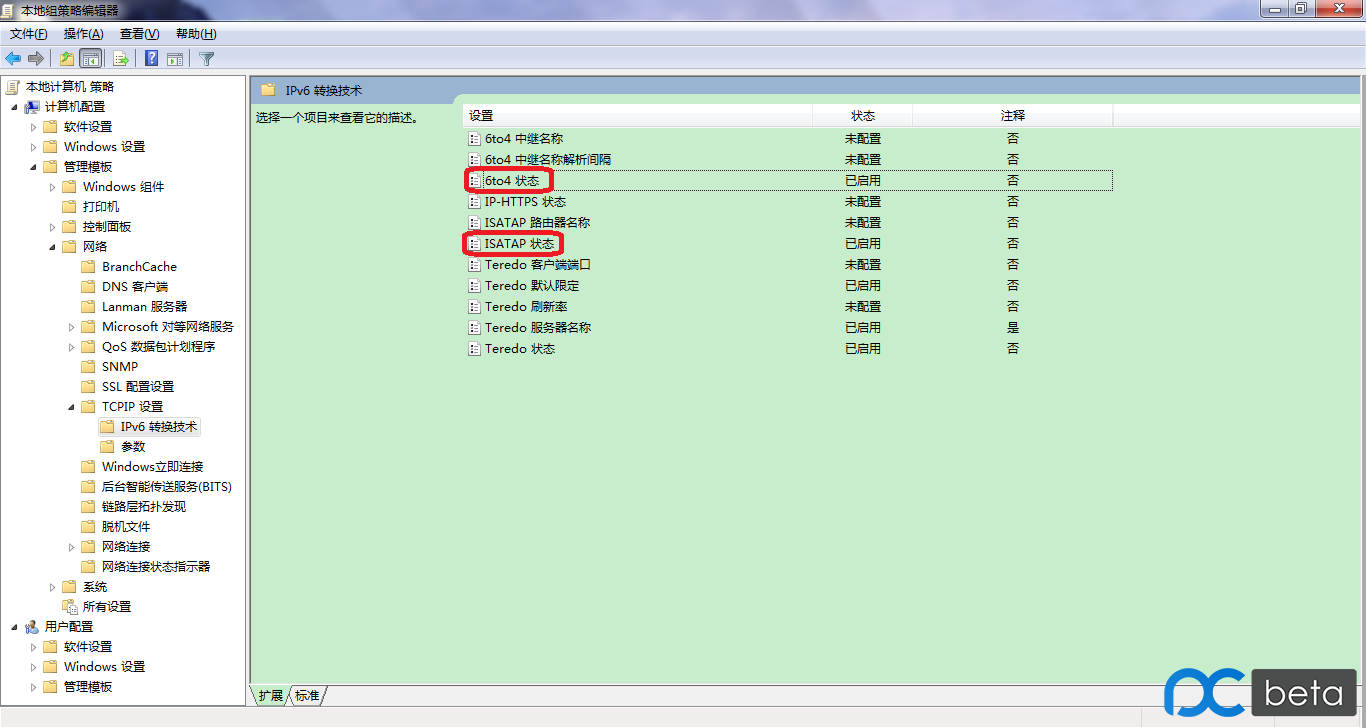 本地组策略编辑器
文件(F) 操作(A) 查看(V) 帮助(H)
本地计算机 策略
计算机配置
软件设置
Windows 设置
管理模板
Windows 组件
打印机
控制面板
网络
BranchCache
DNS 客户端
Lanman 服务器
Microsoft 对等网络服务
QoS 数据包计划程序
SNMP
SSL 配置设置
TCPIP 设置
IPv6 转换技术
参数
Windows立即连接
后台智能传送服务(BITS)
链路层拓扑发现
脱机文件
网络连接
网络连接状态指示器
系统
所有设置
用户配置
软件设置
Windows 设置
管理模板
IPv6 转换技术
选择一个项目来查看它的描述。
设置 状态 注释
6to4 中继名称 未配置 否
6to4 中继名称解析间隔 未配置 否
6to4 状态 已启用 否
IP-HTTPS 状态 未配置 否
ISATAP 路由器名称 未配置 否
ISATAP 状态 已启用 否
Teredo 客户端端口 未配置 否
Teredo 默认限定 已启用 否
Teredo 刷新率 未配置 否
Teredo 服务器名称 已启用 是
Teredo 状态 已启用 否
扩展 标准
pc beta